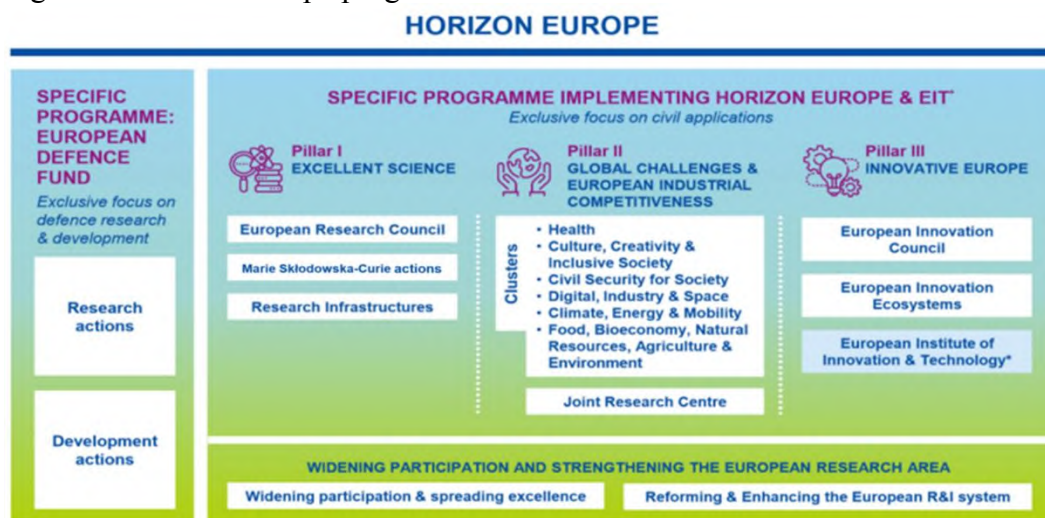 HORIZON EUROPE
SPECIFIC
PROGRAMME:
EUROPEAN
DEFENCE
FUND
Exclusive focus on
defence research
& development
Research
actions
Development
actions
SPECIFIC PROGRAMME IMPLEMENTING HORIZON EUROPE & EIT*
Exclusive focus on civil applications
Pillar I
EXCELLENT SCIENCE
European Research Council
Marie Skłodowska-Curie actions
Research Infrastructures
Pillar II
GLOBAL CHALLENGES &
EUROPEAN INDUSTRIAL
COMPETITIVENESS
Clusters
• Health
• Culture, Creativity &
Inclusive Society
• Civil Security for Society
• Digital, Industry & Space
• Climate, Energy & Mobility
• Food, Bioeconomy, Natural
Resources, Agriculture &
Environment
Joint Research Centre
Pillar III
INNOVATIVE EUROPE
European Innovation
Council
European Innovation
Ecosystems
European Institute of
Innovation & Technology*
WIDENING PARTICIPATION AND STRENGTHENING THE EUROPEAN RESEARCH AREA
Widening participation & spreading excellence
Reforming & Enhancing the European R&I system